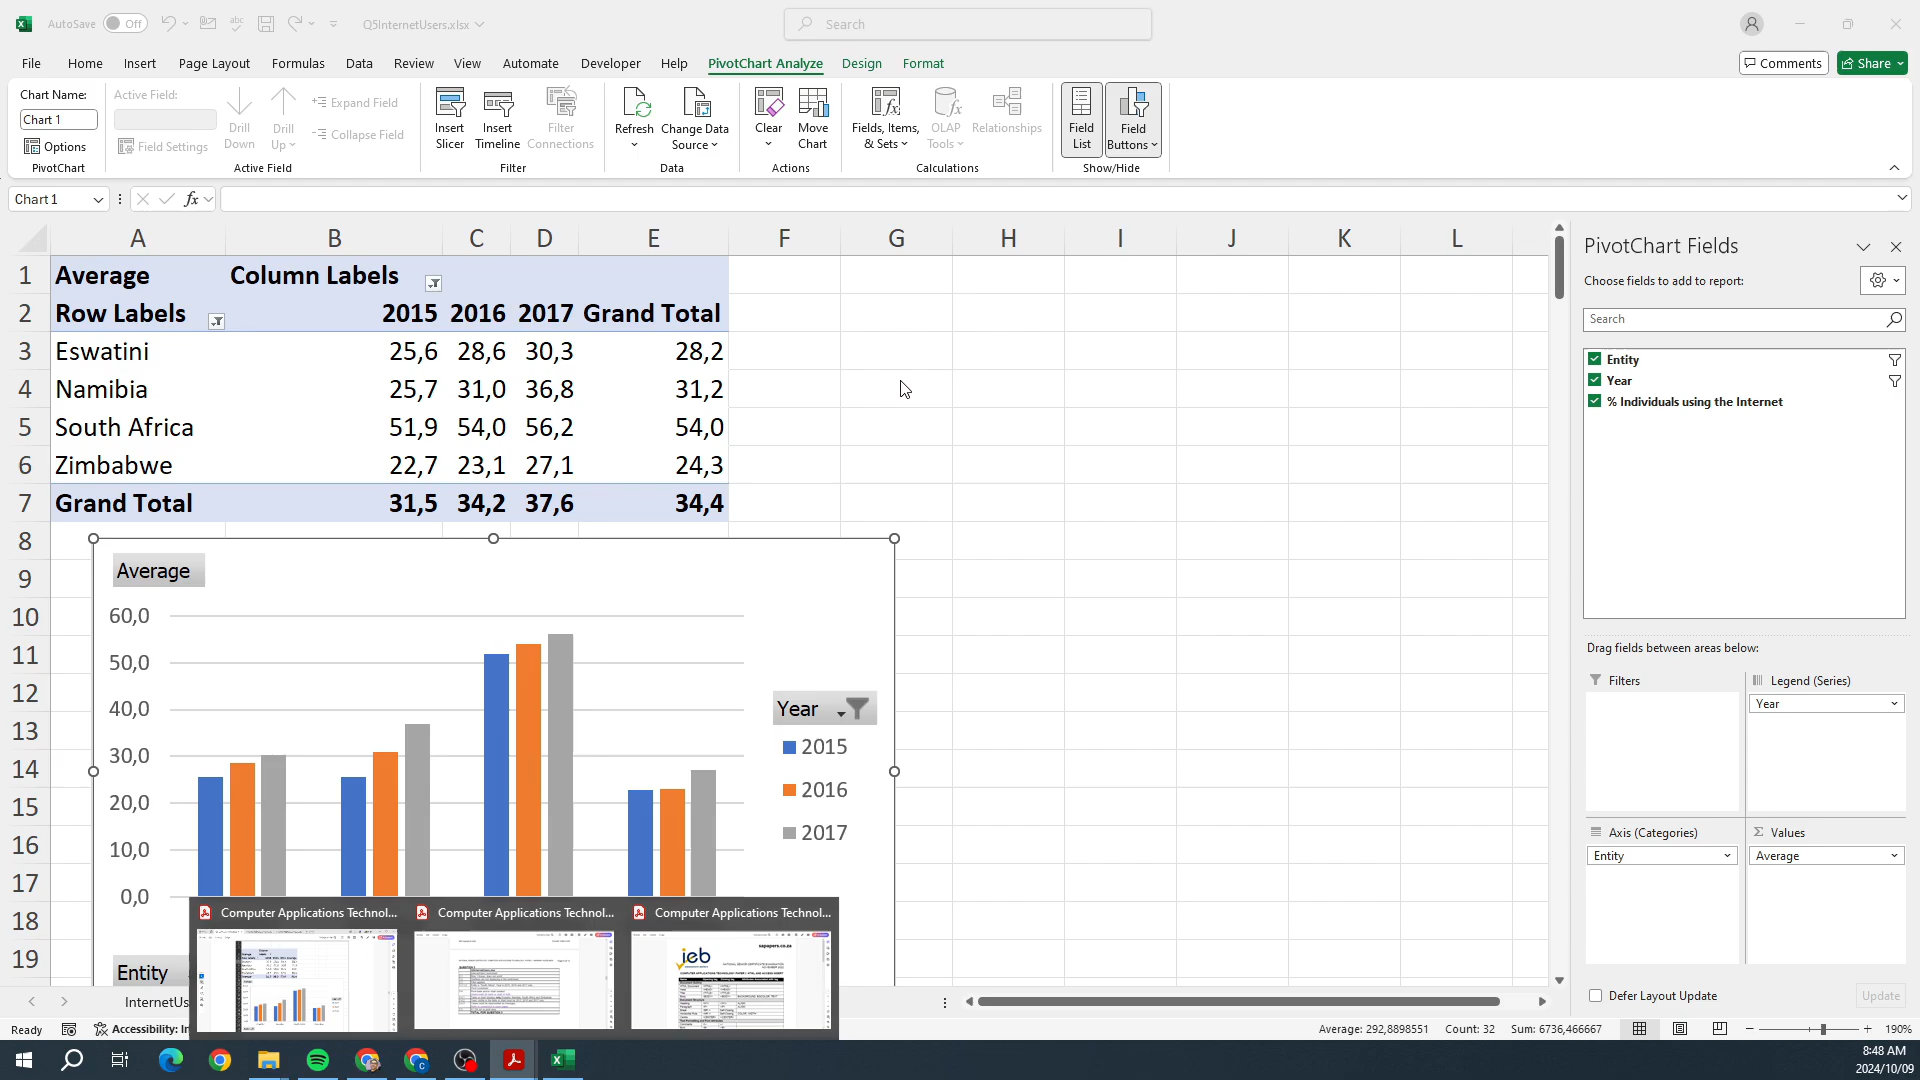 AutoSave Off Q5InternetUsers.xlsx Search
File Home Insert Page Layout Formulas Data Review View Automate Developer Help PivotChart Analyze Design Format Comments Share
Chart Name: Active Field:
Chart 1
Options Field Settings
Drill Down Drill Up
Expand Field
Collapse Field
Insert Slicer Insert Timeline Filter Connections
Refresh Change Data Source
Clear Move Chart
Fields, Items, & Sets OLAP Tools Relationships
Field List Field Buttons
PivotChart Active Field Filter Data Actions Calculations Show/Hide
Chart 1 fx
A B C D E F G H I J K L
1 Average Column Labels
2 Row Labels 2015 2016 2017 Grand Total
3 Eswatini 25,6 28,6 30,3 28,2
4 Namibia 25,7 31,0 36,8 31,2
5 South Africa 51,9 54,0 56,2 54,0
6 Zimbabwe 22,7 23,1 27,1 24,3
7 Grand Total 31,5 34,2 37,6 34,4
8
9
10
11
12
13
14
15
16
17
18
19
Average
60,0
50,0
40,0
30,0
20,0
10,0
0,0
Year
2015
2016
2017
Entity
PivotChart Fields
Choose fields to add to report:
Search
Entity
Year
% Individuals using the Internet
Drag fields between areas below:
Filters Legend (Series)
Year
Axis (Categories) Σ Values
Entity Average
Defer Layout Update Update
Computer Applications Technol... Computer Applications Technol... Computer Applications Technol...
ieb
InternetUs
Ready Accessibility: In Average: 292,8898551 Count: 32 Sum: 6736,466667 190%
8:48 AM
2024/10/09